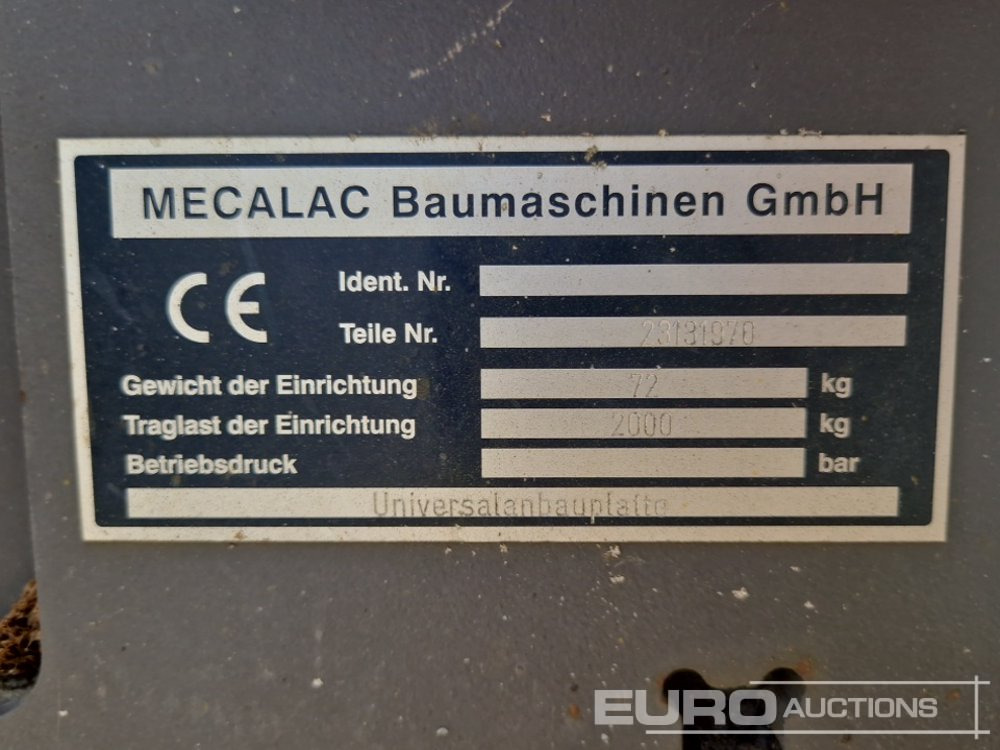 MECALAC Baumaschinen GmbH
CE
Ident. Nr.
Teile Nr. 23131970
Gewicht der Einrichtung 72 kg
Traglast der Einrichtung 2000 kg
Betriebsdruck bar
Universalanbauplatte
EURO AUCTIONS